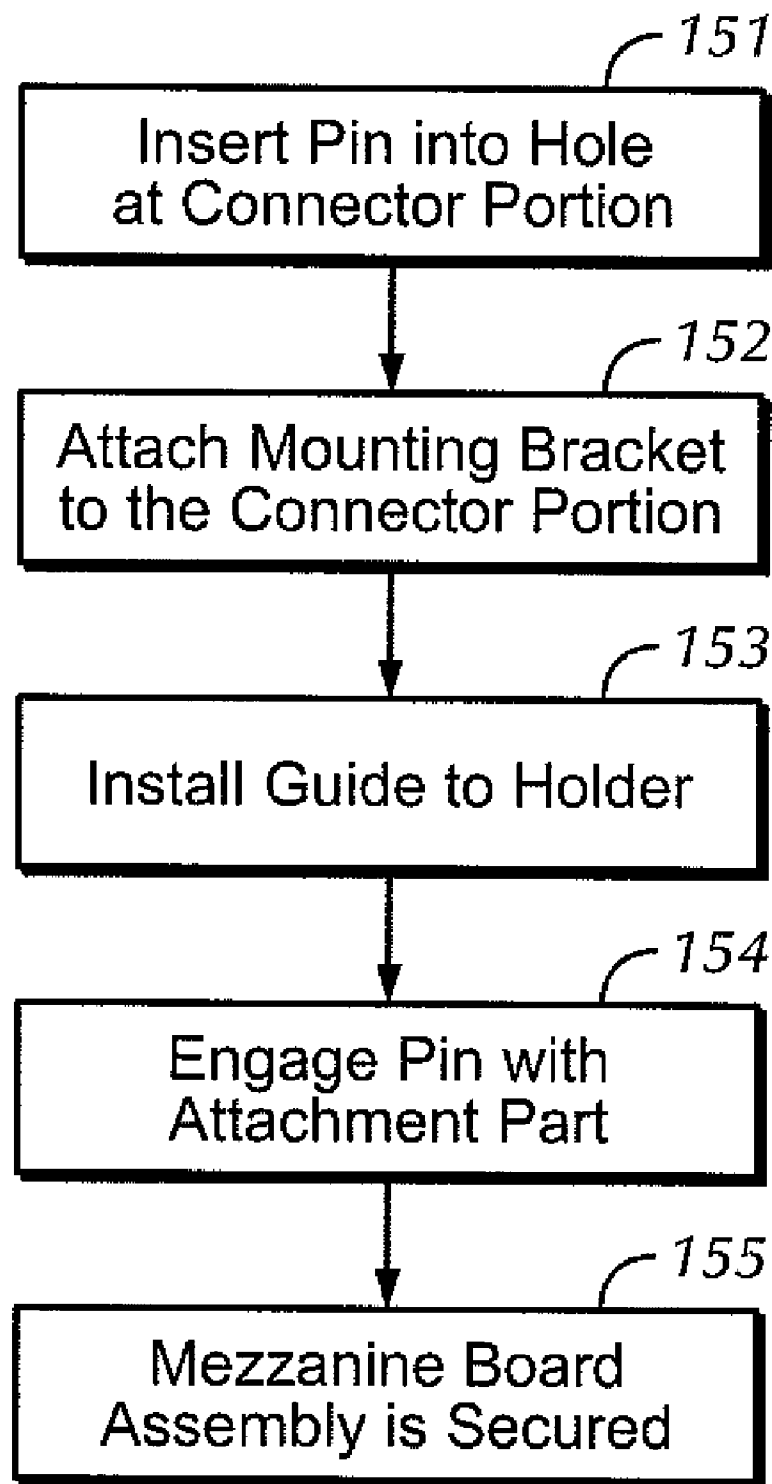 151
Insert Pin into Hole
at Connector Portion
152
Attach Mounting Bracket
to the Connector Portion
153
Install Guide to Holder
154
Engage Pin with
Attachment Part
155
Mezzanine Board
Assembly is Secured